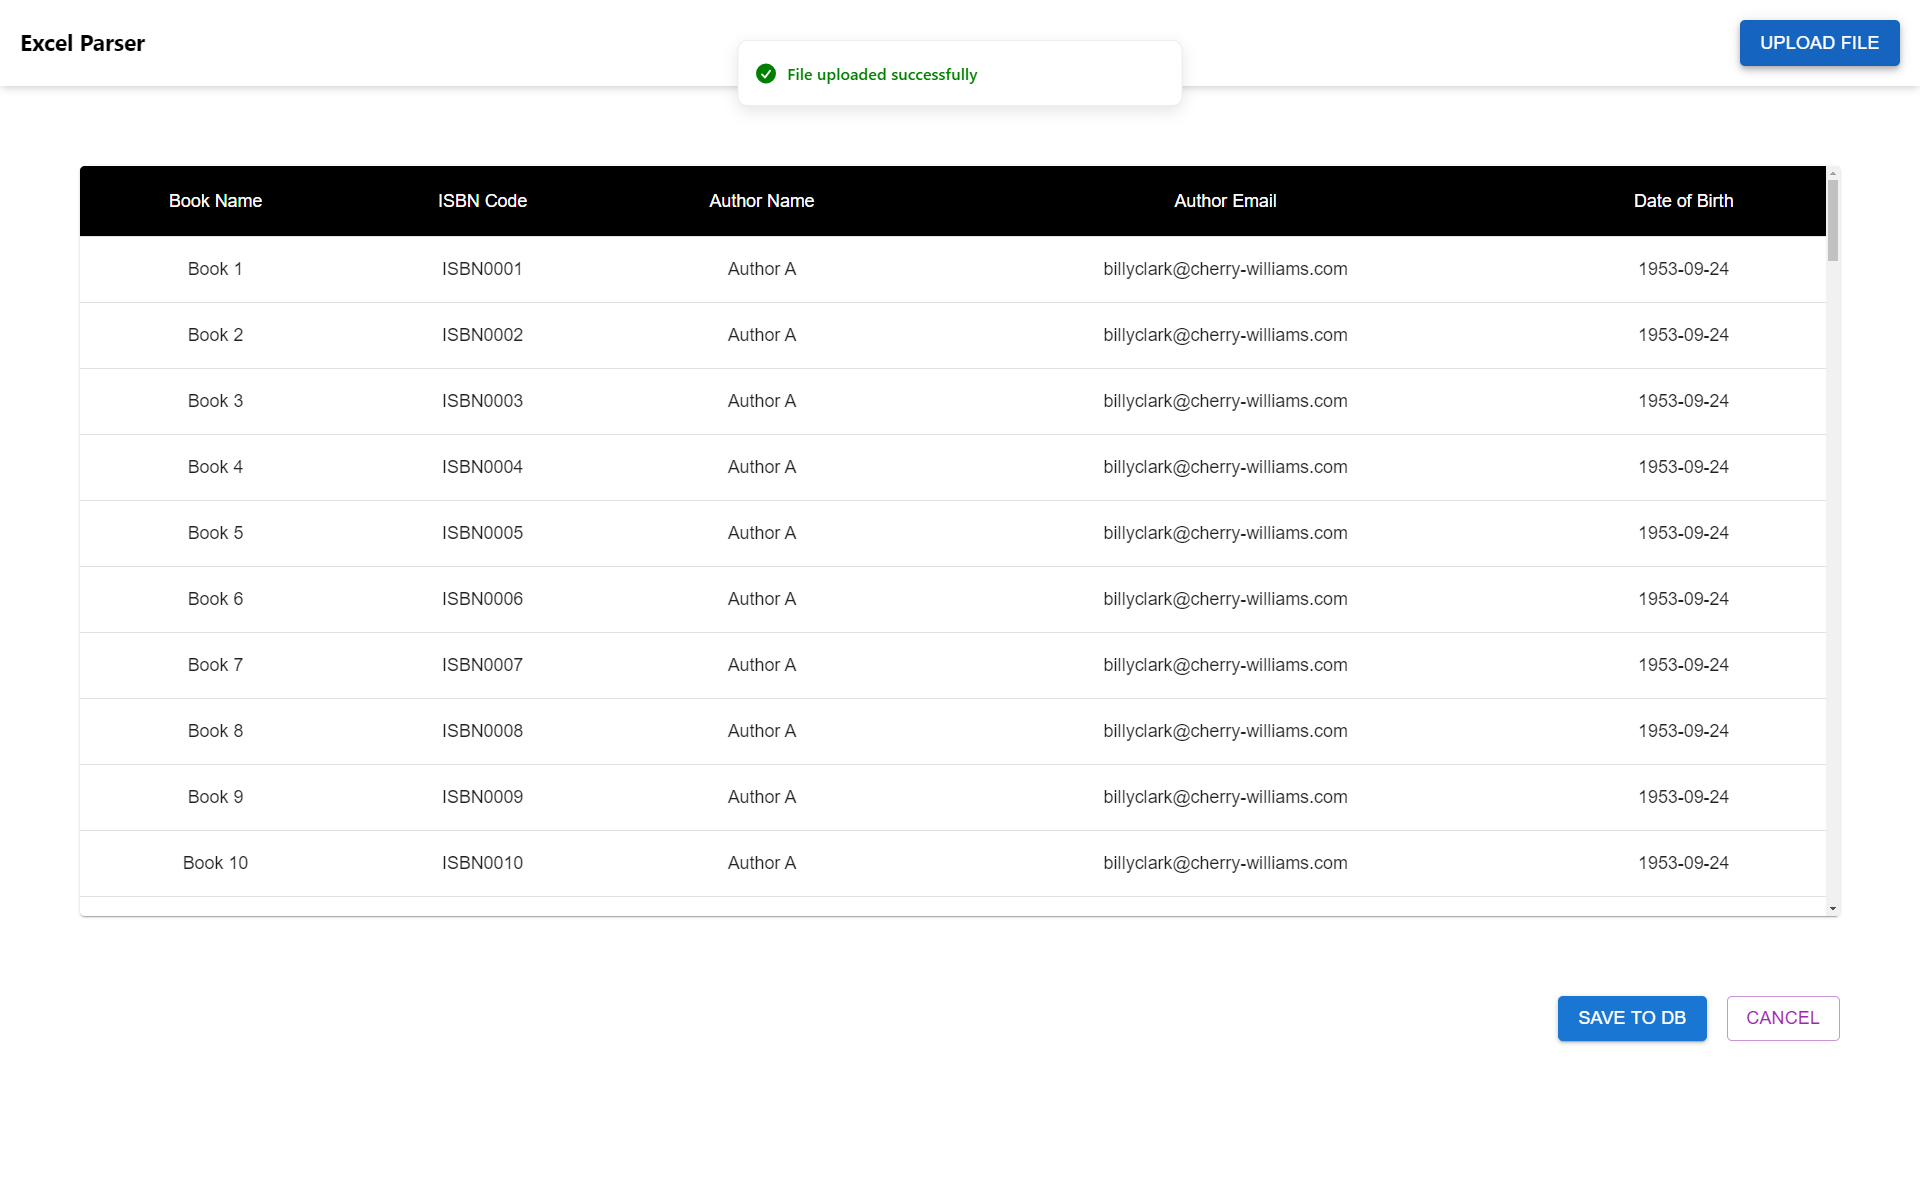 Excel Parser
UPLOAD FILE
File uploaded successfully
Book Name ISBN Code Author Name Author Email Date of Birth
Book 1 ISBN0001 Author A billyclark@cherry-williams.com 1953-09-24
Book 2 ISBN0002 Author A billyclark@cherry-williams.com 1953-09-24
Book 3 ISBN0003 Author A billyclark@cherry-williams.com 1953-09-24
Book 4 ISBN0004 Author A billyclark@cherry-williams.com 1953-09-24
Book 5 ISBN0005 Author A billyclark@cherry-williams.com 1953-09-24
Book 6 ISBN0006 Author A billyclark@cherry-williams.com 1953-09-24
Book 7 ISBN0007 Author A billyclark@cherry-williams.com 1953-09-24
Book 8 ISBN0008 Author A billyclark@cherry-williams.com 1953-09-24
Book 9 ISBN0009 Author A billyclark@cherry-williams.com 1953-09-24
Book 10 ISBN0010 Author A billyclark@cherry-williams.com 1953-09-24
SAVE TO DB CANCEL